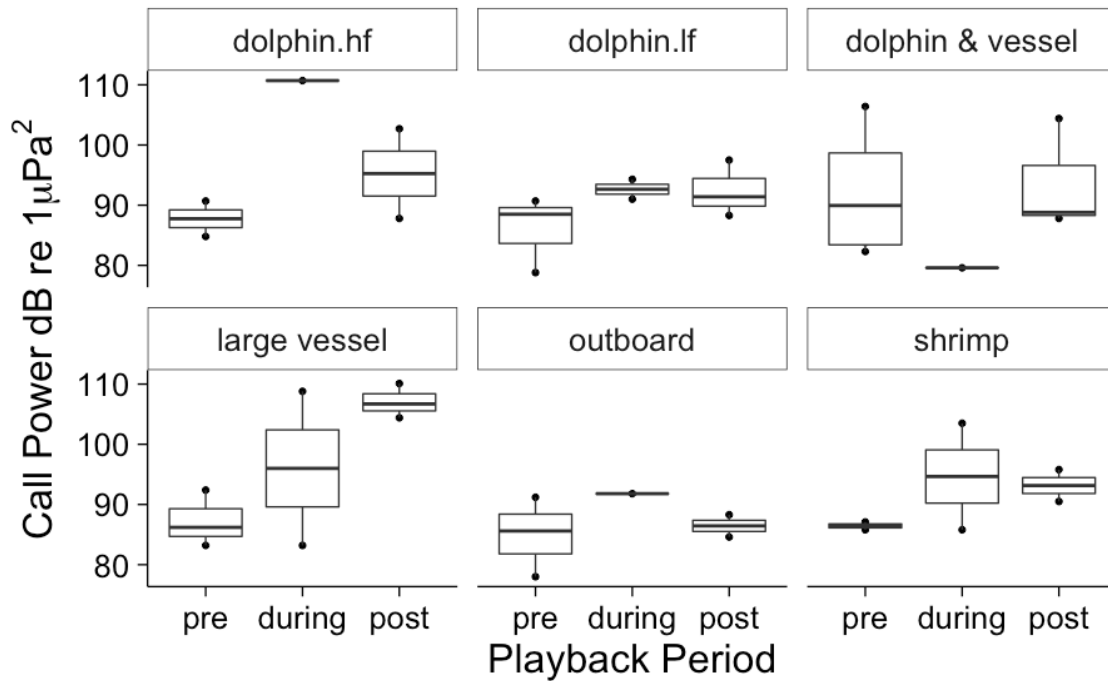 dolphin.hf dolphin.lf dolphin & vessel
110
100
90
80
large vessel outboard shrimp
110
100
90
80
pre during post pre during post pre during post
Playback Period
Call Power dB re 1μPa²